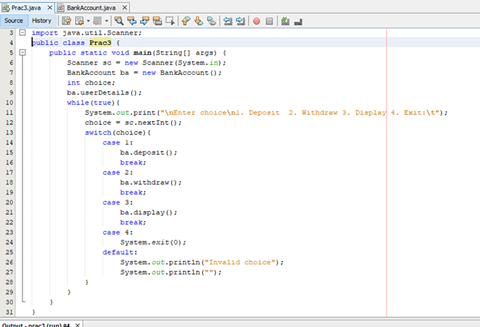 Prac3.java BankAccount.java
Source History
3 import java.util.Scanner;
4 public class Prac3 {
5 public static void main(String[] args) {
6 Scanner sc = new Scanner(System.in);
7 BankAccount ba = new BankAccount();
8 int choice;
9 ba.userDetails();
10 while(true){
11 System.out.print("\nEnter choice\n1. Deposit  2. Withdraw 3. Display 4. Exit:\t");
12 choice = sc.nextInt();
13 switch(choice){
14 case 1:
15 ba.deposit();
16 break;
17 case 2:
18 ba.withdraw();
19 break;
20 case 3:
21 ba.display();
22 break;
23 case 4:
24 System.exit(0);
25 default:
26 System.out.println("Invalid choice");
27 System.out.println("");
28 }
29 }
30 }
31 }
Output - prac3 (run) #4